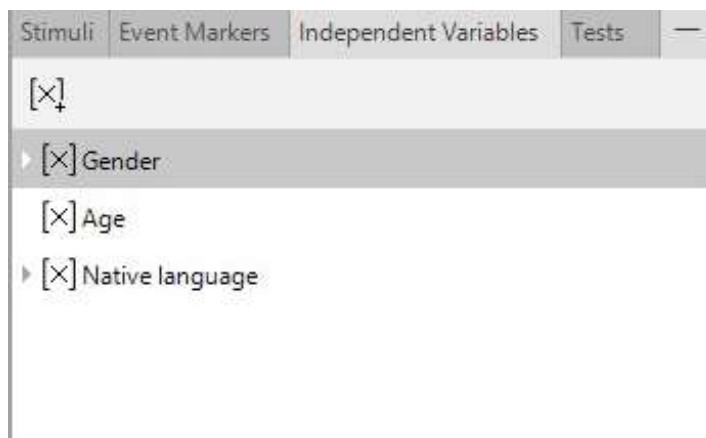 Stimuli Event Markers Independent Variables Tests
[×]+
[×] Gender
[×] Age
[×] Native language